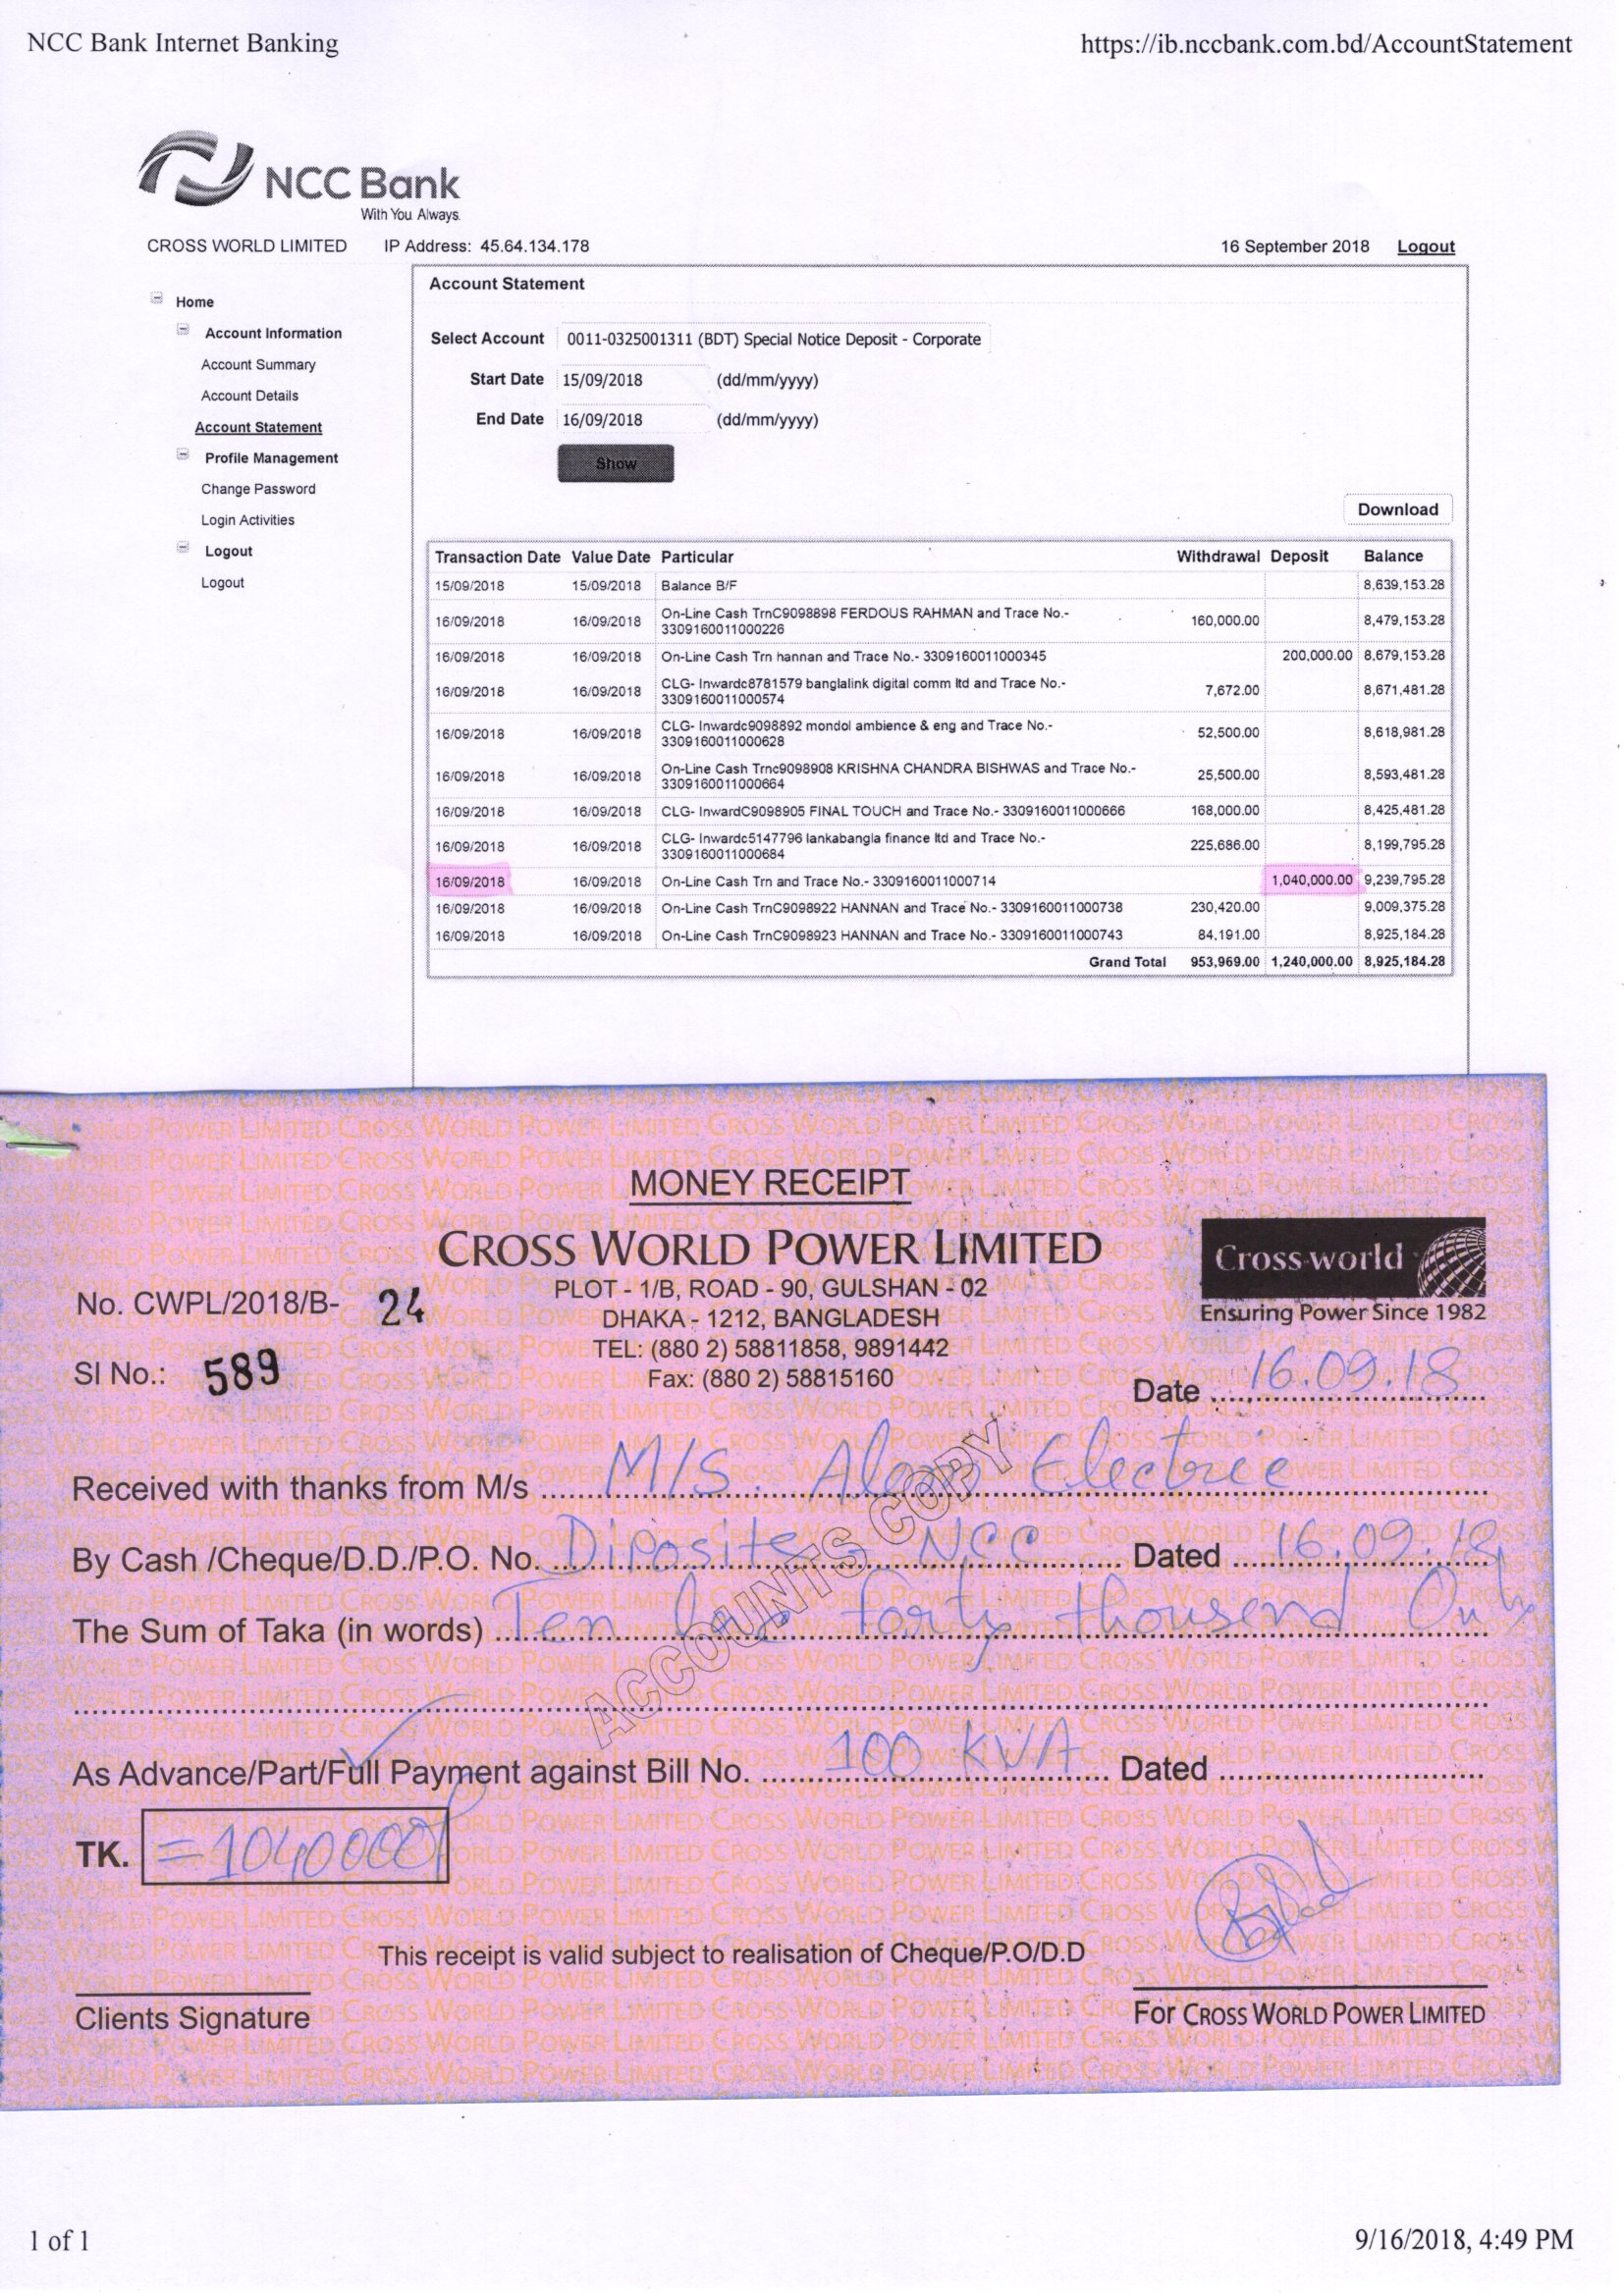 NCC Bank Internet Banking https://ib.nccbank.com.bd/AccountStatement
NCC Bank
With You Always.
CROSS WORLD LIMITED IP Address: 45.64.134.178 16 September 2018 Logout
Home
Account Information
Account Summary
Account Details
Account Statement
Profile Management
Change Password
Login Activities
Logout
Logout
Account Statement
Select Account 0011-0325001311 (BDT) Special Notice Deposit - Corporate
Start Date 15/09/2018 (dd/mm/yyyy)
End Date 16/09/2018 (dd/mm/yyyy)
Show
Download
Transaction Date Value Date Particular Withdrawal Deposit Balance
15/09/2018 15/09/2018 Balance B/F 8,639,153.28
16/09/2018 16/09/2018 On-Line Cash TrnC9098898 FERDOUS RAHMAN and Trace No.- 160,000.00 8,479,153.28
3309160011000226
16/09/2018 16/09/2018 On-Line Cash Trn hannan and Trace No.- 3309160011000345 200,000.00 8,679,153.28
16/09/2018 16/09/2018 CLG- Inwardc8781579 banglalink digital comm ltd and Trace No.- 7,672.00 8,671,481.28
3309160011000574
16/09/2018 16/09/2018 CLG- Inwardc9098892 mondol ambience & eng and Trace No.- 52,500.00 8,618,981.28
3309160011000628
16/09/2018 16/09/2018 On-Line Cash Trnc9098908 KRISHNA CHANDRA BISHWAS and Trace No.- 25,500.00 8,593,481.28
3309160011000664
16/09/2018 16/09/2018 CLG- InwardC9098905 FINAL TOUCH and Trace No.- 3309160011000666 168,000.00 8,425,481.28
16/09/2018 16/09/2018 CLG- Inwardc5147796 lankabangla finance ltd and Trace No.- 225,686.00 8,199,795.28
3309160011000684
16/09/2018 16/09/2018 On-Line Cash Trn and Trace No.- 3309160011000714 1,040,000.00 9,239,795.28
16/09/2018 16/09/2018 On-Line Cash TrnC9098922 HANNAN and Trace No.- 3309160011000738 230,420.00 9,009,375.28
16/09/2018 16/09/2018 On-Line Cash TrnC9098923 HANNAN and Trace No.- 3309160011000743 84,191.00 8,925,184.28
Grand Total 953,969.00 1,240,000.00 8,925,184.28
MONEY RECEIPT
CROSS WORLD POWER LIMITED
PLOT - 1/B, ROAD - 90, GULSHAN - 02
DHAKA - 1212, BANGLADESH
TEL: (880 2) 58811858, 9891442
Fax: (880 2) 58815160
Cross-world
Ensuring Power Since 1982
No. CWPL/2018/B- 24
Sl No.: 589
Date 16.09.18
Received with thanks from M/s M/S. Alam Electric
By Cash /Cheque/D.D./P.O. No. Diposite NCC Dated 16.09.18
The Sum of Taka (in words) Ten forty thousend Only
ACCOUNTS COPY
As Advance/Part/Full Payment against Bill No. 100 KVA Dated
TK. =1040000/
This receipt is valid subject to realisation of Cheque/P.O/D.D
Clients Signature For CROSS WORLD POWER LIMITED
1 of 1 9/16/2018, 4:49 PM